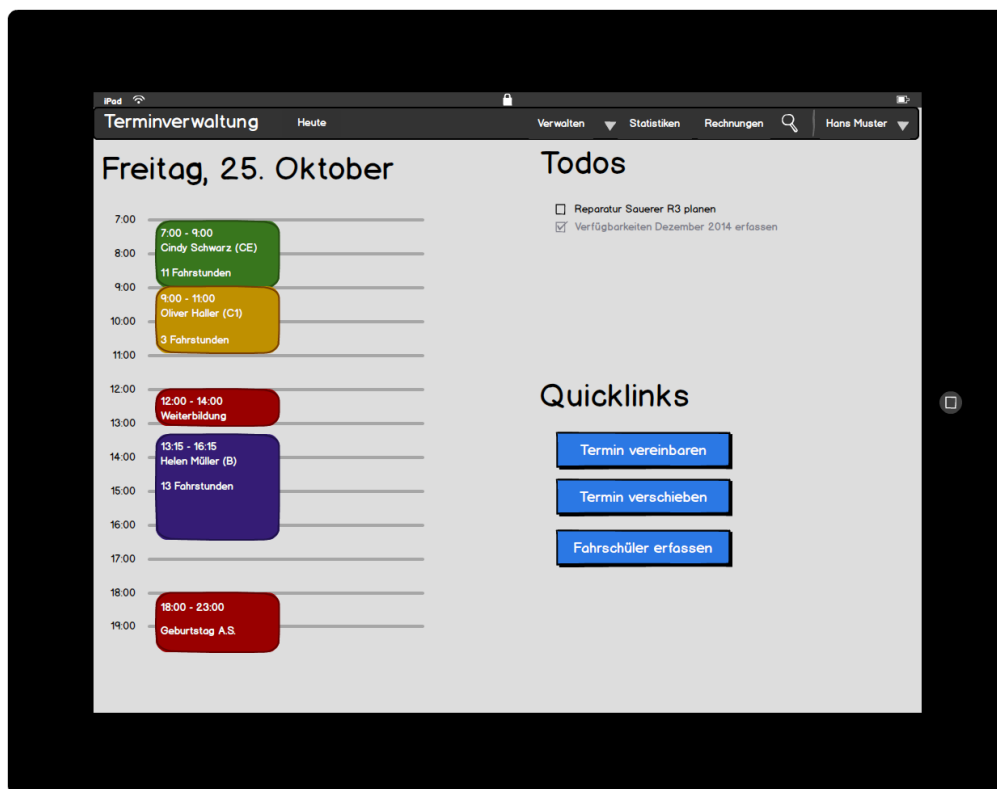 iPad
Terminverwaltung Heute Verwalten Statistiken Rechnungen Hans Muster
Freitag, 25. Oktober
7:00
8:00
9:00
10:00
11:00
12:00
13:00
14:00
15:00
16:00
17:00
18:00
19:00
7:00 - 9:00
Cindy Schwarz (CE)
11 Fahrstunden
9:00 - 11:00
Oliver Haller (C1)
3 Fahrstunden
12:00 - 14:00
Weiterbildung
13:15 - 16:15
Helen Müller (B)
13 Fahrstunden
18:00 - 23:00
Geburtstag A.S.
Todos
Reparatur Sauerer R3 planen
Verfügbarkeiten Dezember 2014 erfassen
Quicklinks
Termin vereinbaren
Termin verschieben
Fahrschüler erfassen